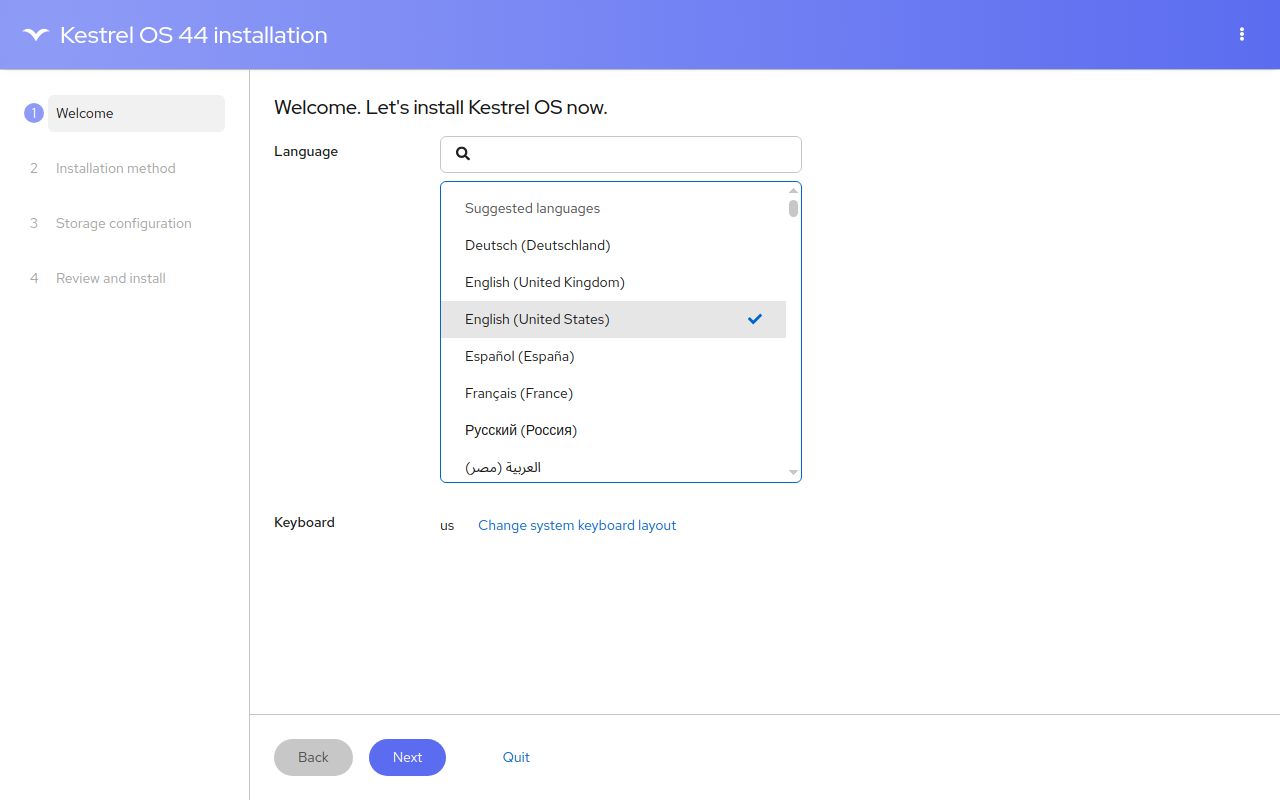 Kestrel OS 44 installation
1 Welcome
2 Installation method
3 Storage configuration
4 Review and install
Welcome. Let's install Kestrel OS now.
Language
Suggested languages
Deutsch (Deutschland)
English (United Kingdom)
English (United States)
Español (España)
Français (France)
Русский (Россия)
العربية (مصر)
Keyboard
us Change system keyboard layout
Back Next Quit